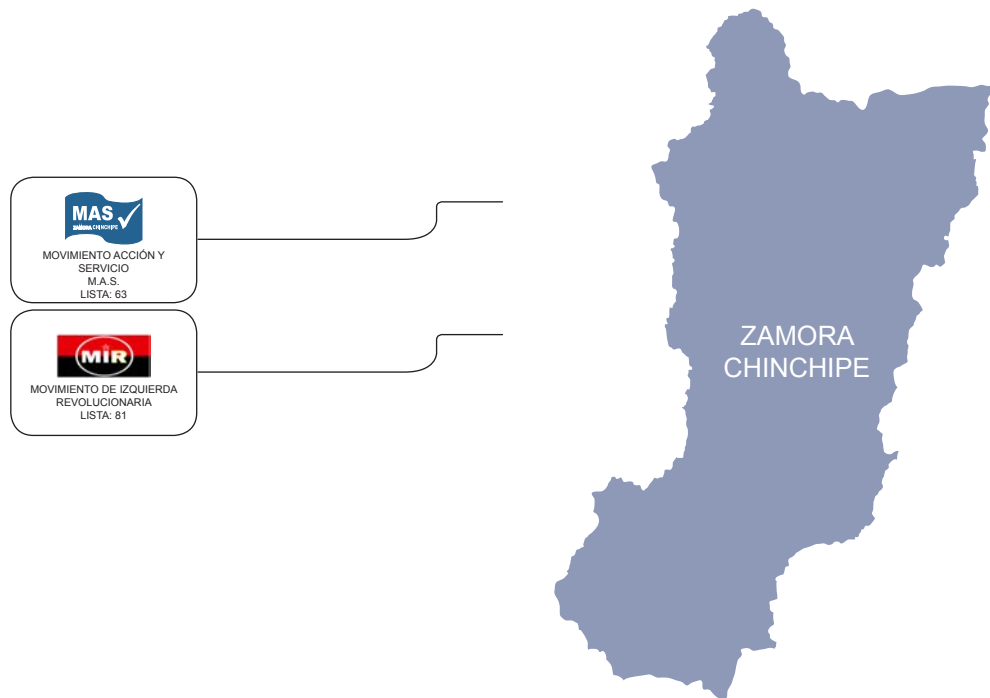 MAS
ZAMORA CHINCHIPE
MOVIMIENTO ACCIÓN Y
SERVICIO
M.A.S.
LISTA: 63
MIR
MOVIMIENTO DE IZQUIERDA
REVOLUCIONARIA
LISTA: 81
ZAMORA
CHINCHIPE